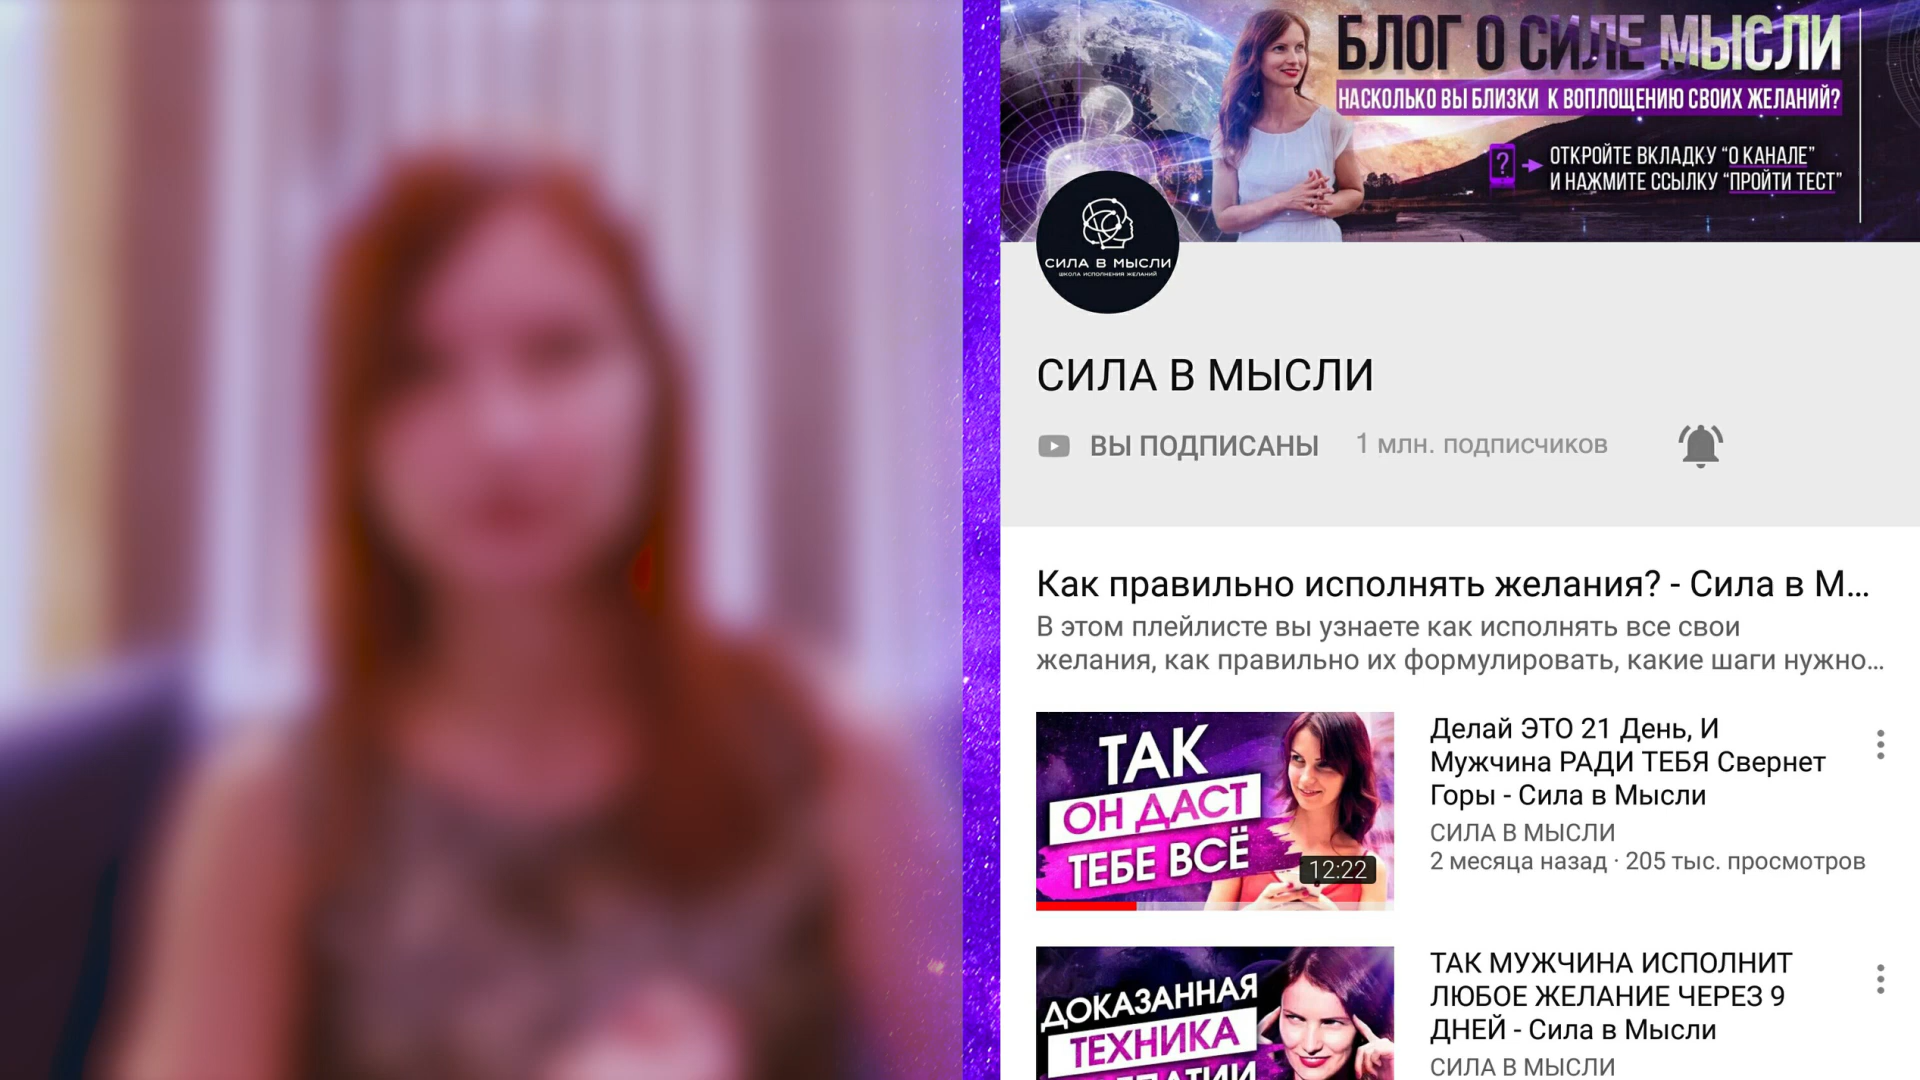 БЛОГ О СИЛЕ МЫСЛИ
НАСКОЛЬКО ВЫ БЛИЗКИ К ВОПЛОЩЕНИЮ СВОИХ ЖЕЛАНИЙ?
ОТКРОЙТЕ ВКЛАДКУ “О КАНАЛЕ”
И НАЖМИТЕ ССЫЛКУ “ПРОЙТИ ТЕСТ”
СИЛА В МЫСЛИ
ШКОЛА ИСПОЛНЕНИЯ ЖЕЛАНИЙ
СИЛА В МЫСЛИ
ВЫ ПОДПИСАНЫ
1 млн. подписчиков
Как правильно исполнять желания? - Сила в М...
В этом плейлисте вы узнаете как исполнять все свои
желания, как правильно их формулировать, какие шаги нужно...
ТАК
ОН ДАСТ
ТЕБЕ ВСЁ
12:22
Делай ЭТО 21 День, И
Мужчина РАДИ ТЕБЯ Свернет
Горы - Сила в Мысли
СИЛА В МЫСЛИ
2 месяца назад · 205 тыс. просмотров
ДОКАЗАННАЯ
ТЕХНИКА
ТАК МУЖЧИНА ИСПОЛНИТ
ЛЮБОЕ ЖЕЛАНИЕ ЧЕРЕЗ 9
ДНЕЙ - Сила в Мысли
СИЛА В МЫСЛИ